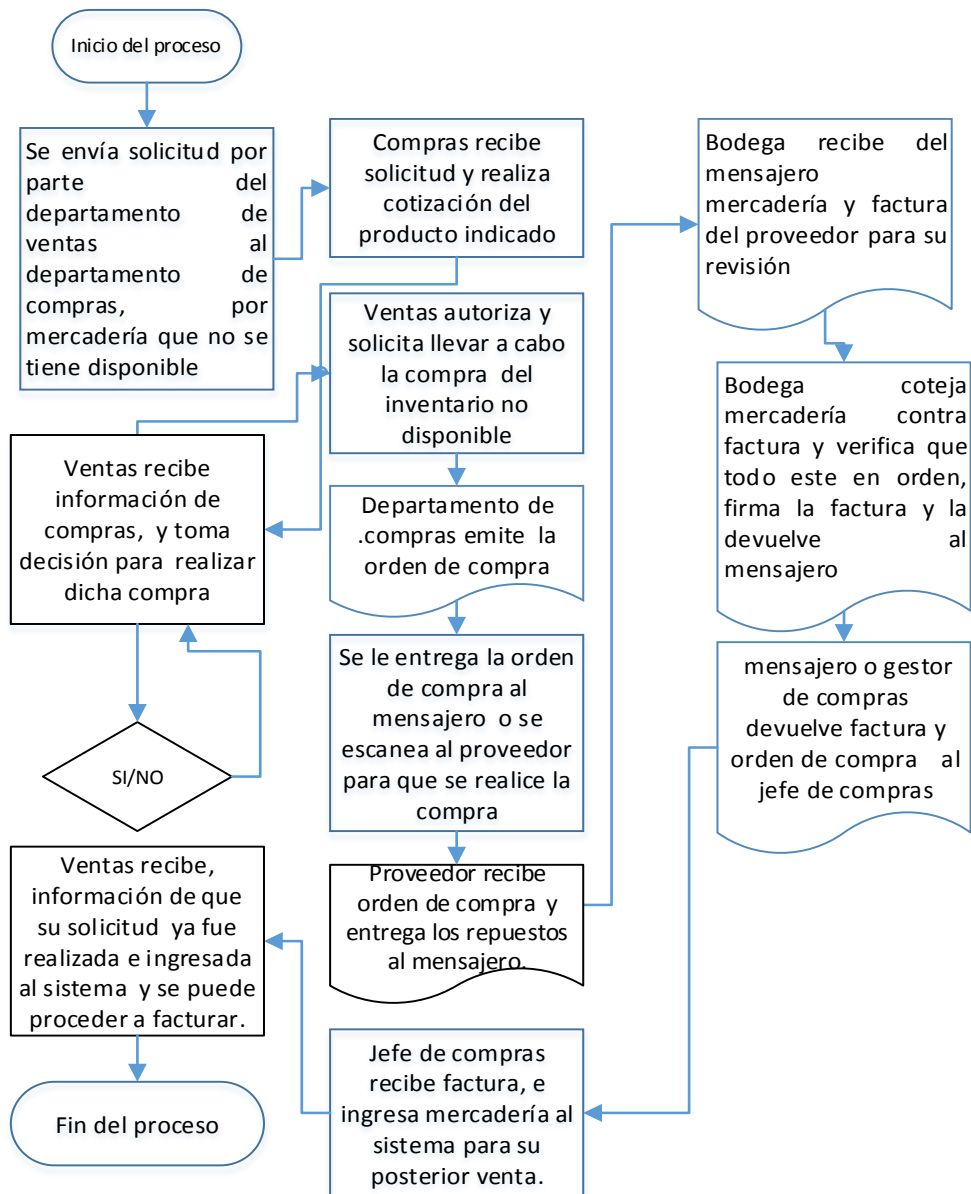 Inicio del proceso
Se envía solicitud por
parte del
departamento de
ventas al
departamento de
compras, por
mercadería que no se
tiene disponible
Compras recibe
solicitud y realiza
cotización del
producto indicado
Ventas recibe
información de
compras, y toma
decisión para realizar
dicha compra
SI/NO
Ventas autoriza y
solicita llevar a cabo
la compra del
inventario no
disponible
Departamento de
.compras emite la
orden de compra
Se le entrega la orden
de compra al
mensajero o se
escanea al proveedor
para que se realice la
compra
Proveedor recibe
orden de compra y
entrega los repuestos
al mensajero.
Bodega recibe del
mensajero
mercadería y factura
del proveedor para su
revisión
Bodega coteja
mercadería contra
factura y verifica que
todo este en orden,
firma la factura y la
devuelve al
mensajero
mensajero o gestor
de compras
devuelve factura y
orden de compra al
jefe de compras
Jefe de compras
recibe factura, e
ingresa mercadería al
sistema para su
posterior venta.
Ventas recibe,
información de que
su solicitud ya fue
realizada e ingresada
al sistema y se puede
proceder a facturar.
Fin del proceso